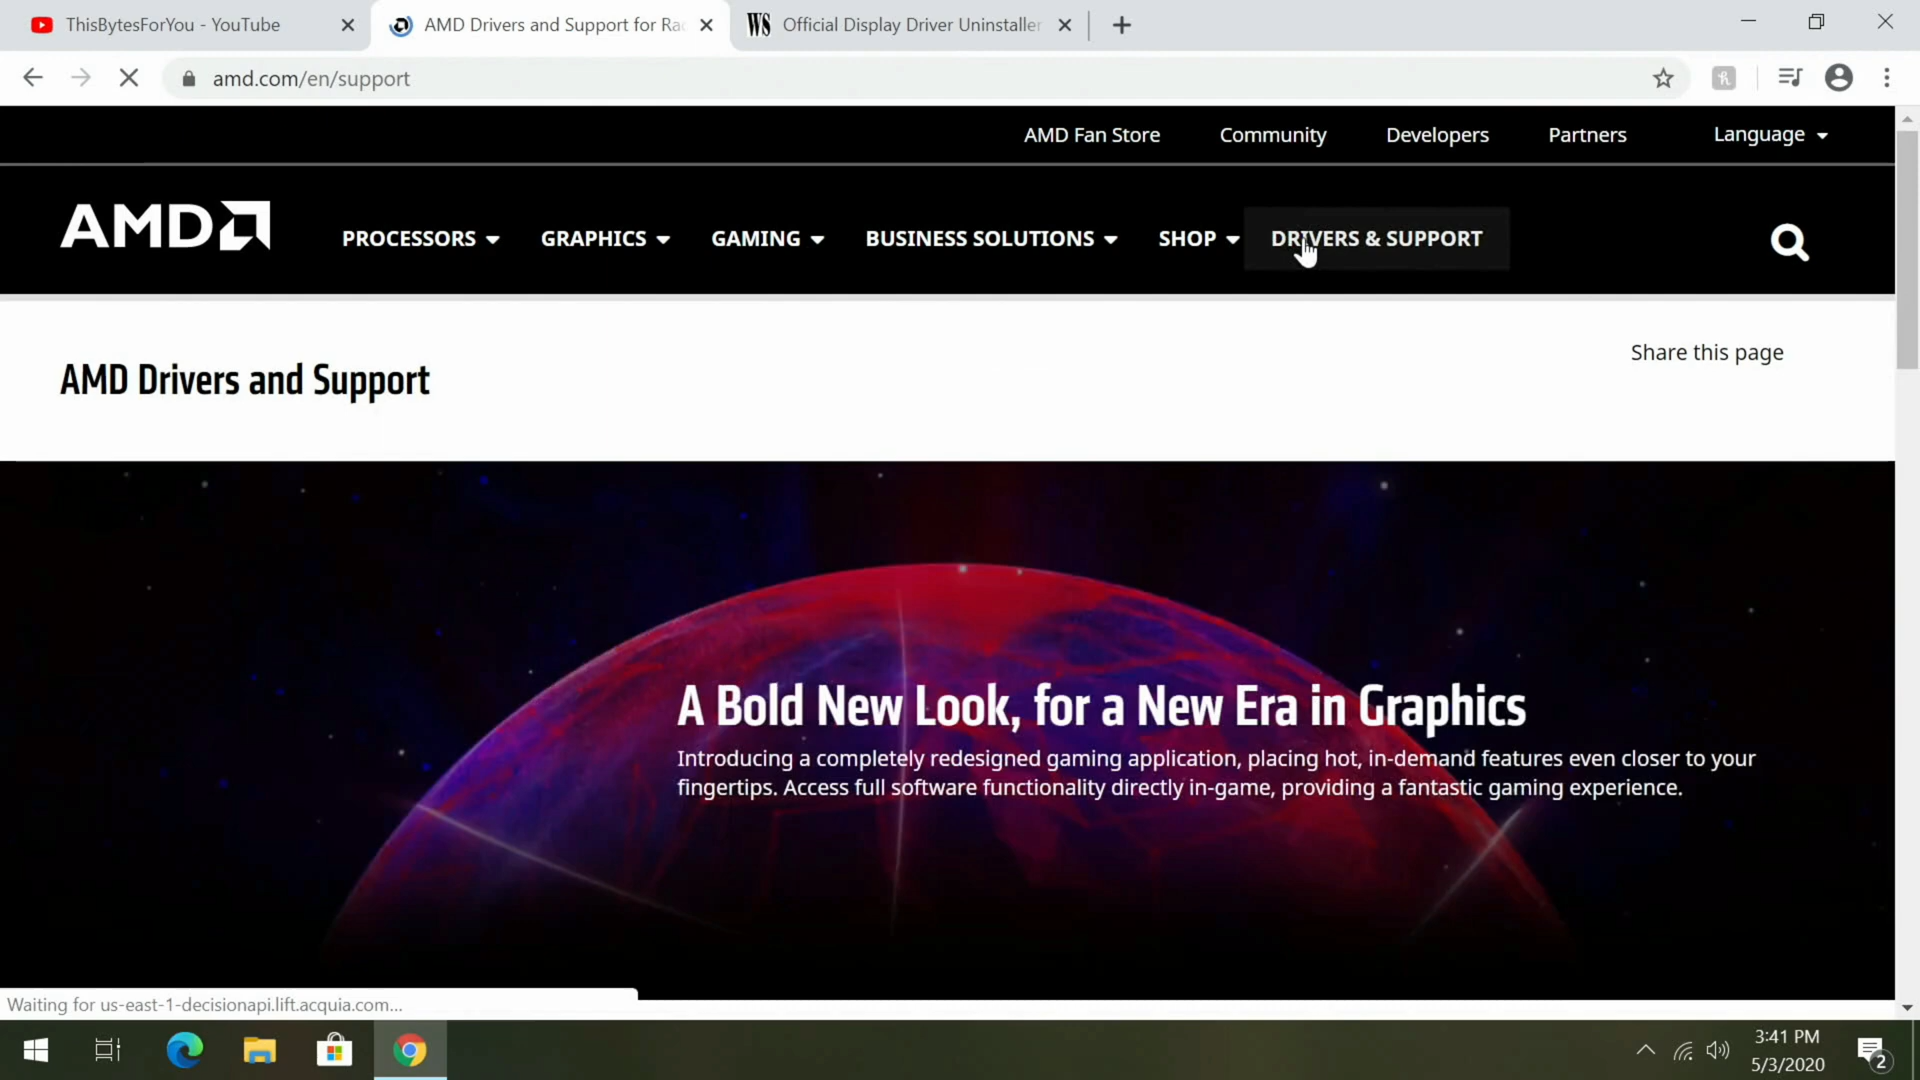 ThisBytesForYou - YouTube
AMD Drivers and Support for Ra
WS Official Display Driver Uninstaller
amd.com/en/support
AMD Fan Store Community Developers Partners Language
AMD PROCESSORS GRAPHICS GAMING BUSINESS SOLUTIONS SHOP DRIVERS & SUPPORT
Share this page
AMD Drivers and Support
A Bold New Look, for a New Era in Graphics
Introducing a completely redesigned gaming application, placing hot, in-demand features even closer to your
fingertips. Access full software functionality directly in-game, providing a fantastic gaming experience.
Waiting for us-east-1-decisionapi.lift.acquia.com...
3:41 PM
5/3/2020
2